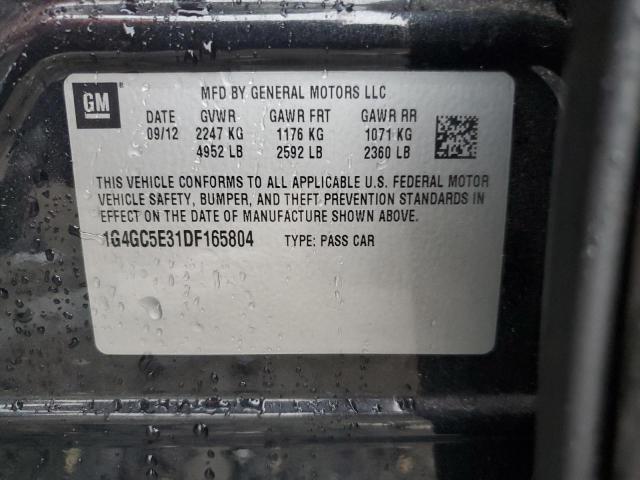 GM ®
MFD BY GENERAL MOTORS LLC
DATE GVWR GAWR FRT GAWR RR
09/12 2247 KG 1176 KG 1071 KG
4952 LB 2592 LB 2360 LB
THIS VEHICLE CONFORMS TO ALL APPLICABLE U.S. FEDERAL MOTOR
VEHICLE SAFETY, BUMPER, AND THEFT PREVENTION STANDARDS IN
EFFECT ON THE DATE OF MANUFACTURE SHOWN ABOVE.
1G4GC5E31DF165804 TYPE: PASS CAR